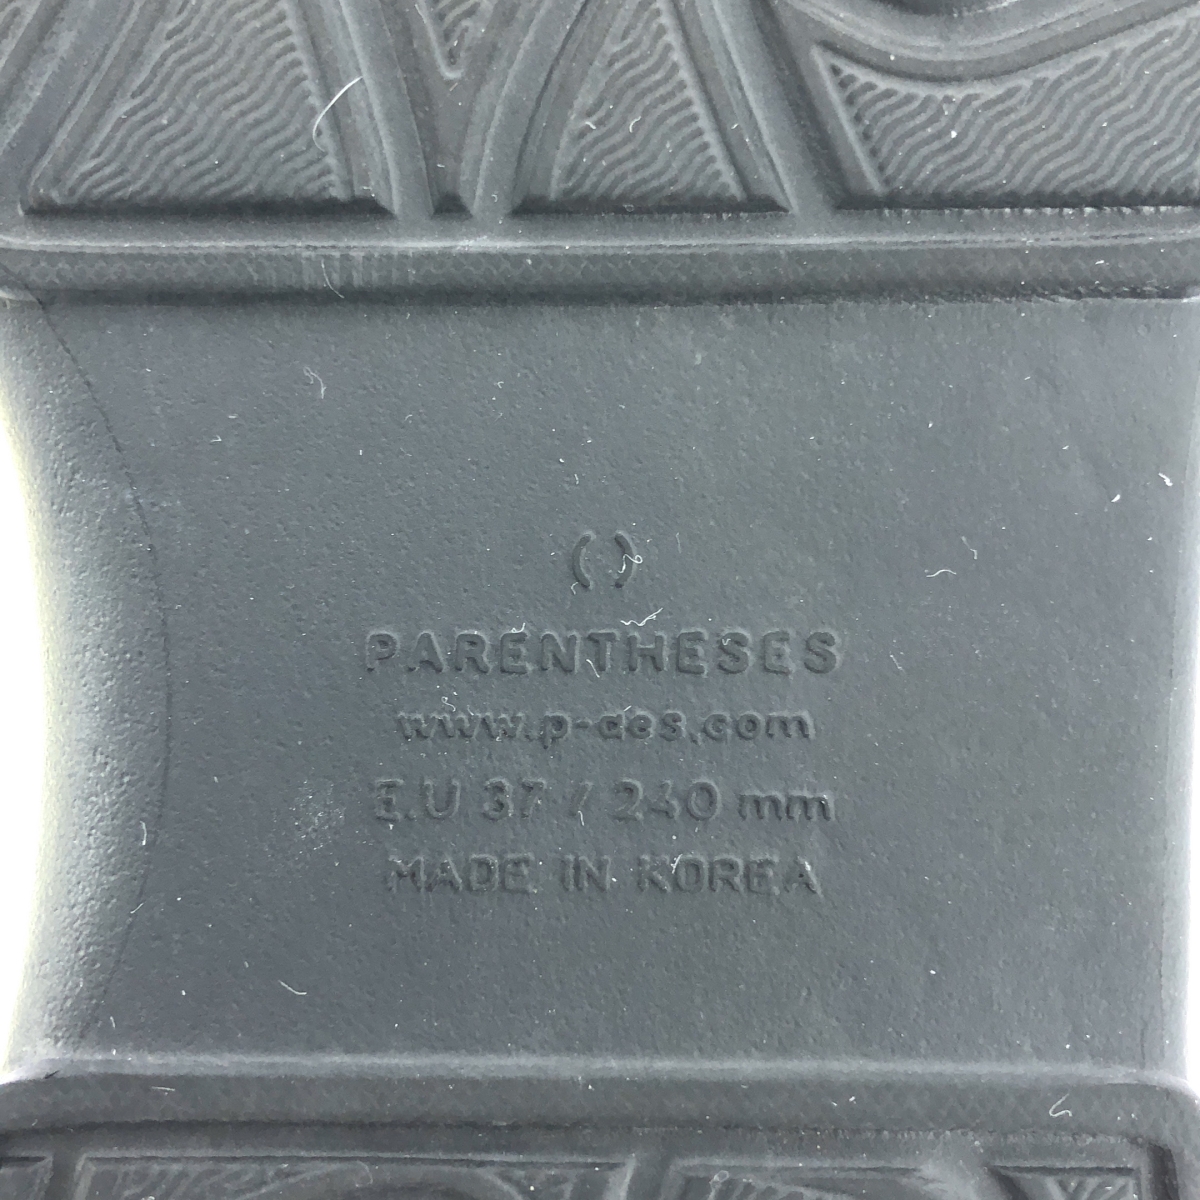 ( )
PARENTHESES
www.p-des.com
E.U 37 / 240 mm
MADE IN KOREA